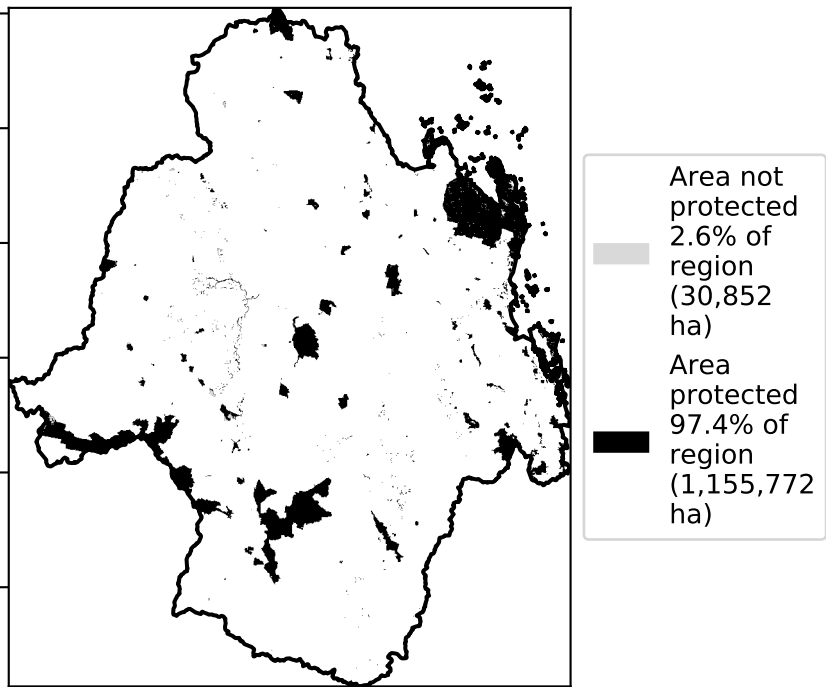 Area not
protected
2.6% of
region
(30,852
ha)
Area
protected
97.4% of
region
(1,155,772
ha)